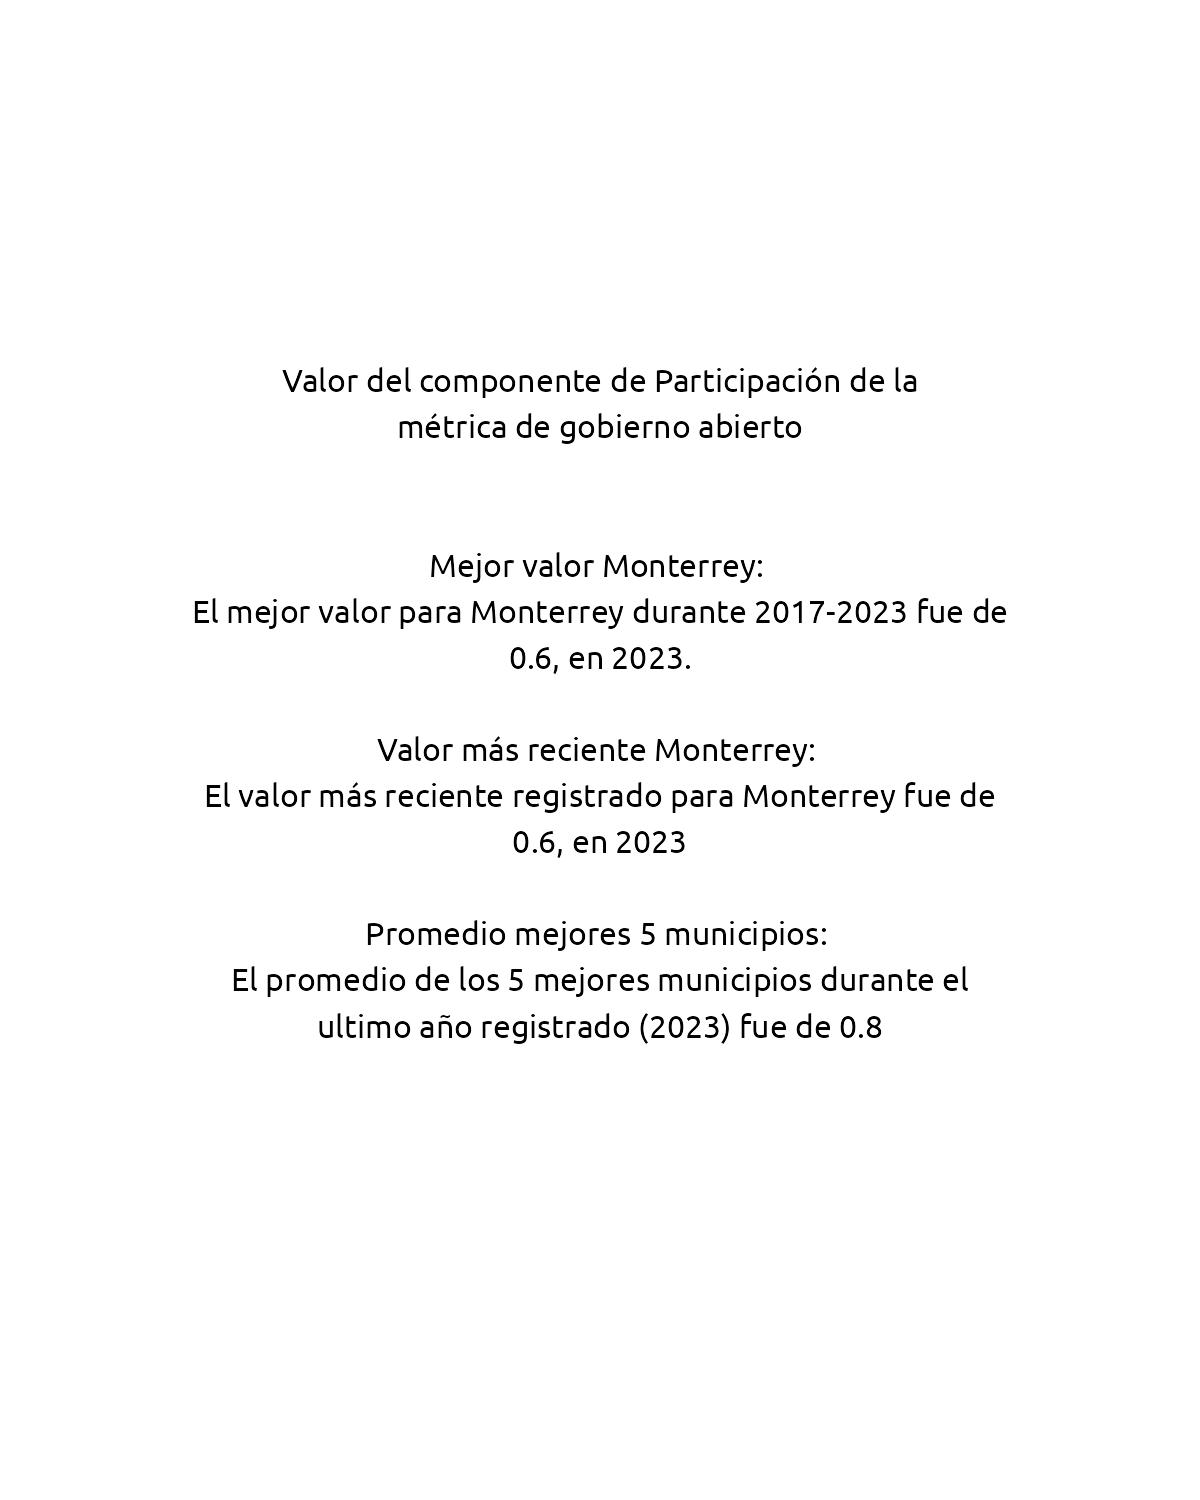 Valor del componente de Participación de la
métrica de gobierno abierto
Mejor valor Monterrey:
El mejor valor para Monterrey durante 2017-2023 fue de
0.6, en 2023.
Valor más reciente Monterrey:
El valor más reciente registrado para Monterrey fue de
0.6, en 2023
Promedio mejores 5 municipios:
El promedio de los 5 mejores municipios durante el
ultimo año registrado (2023) fue de 0.8